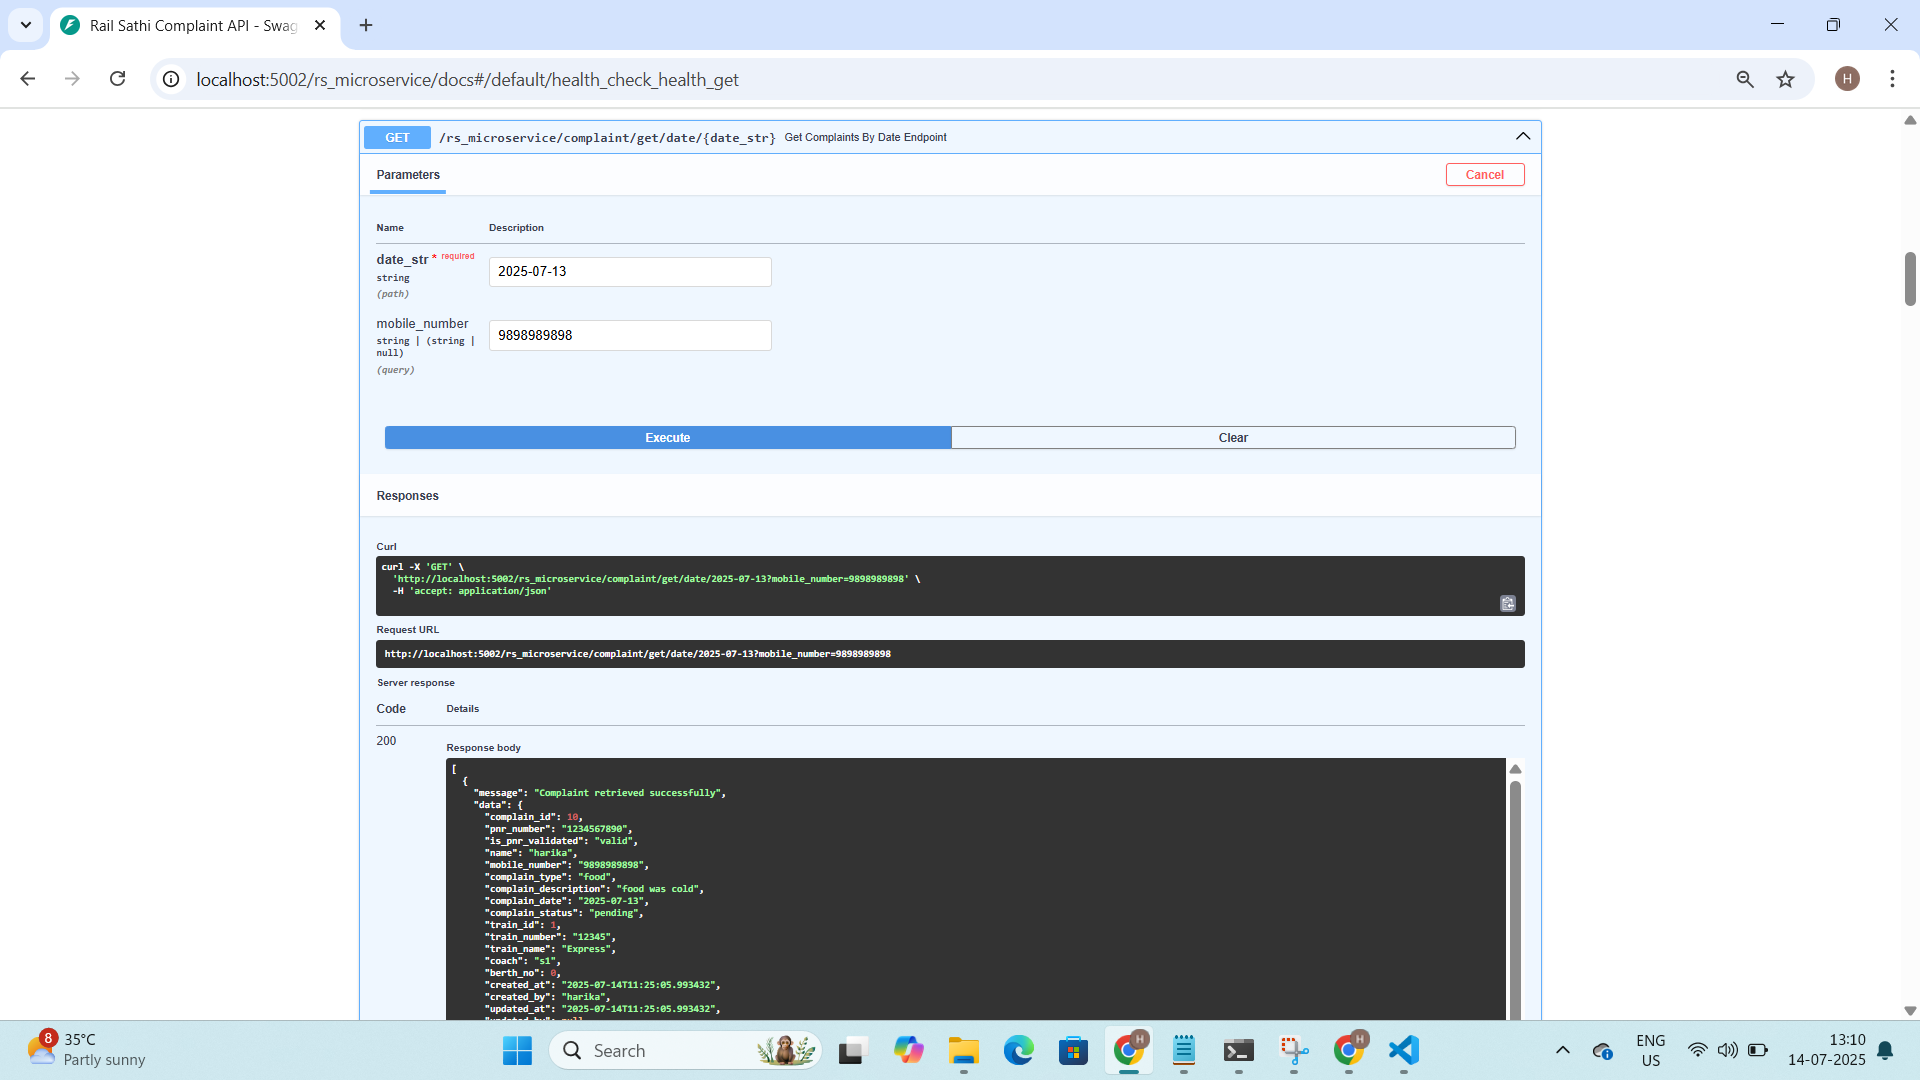 Rail Sathi Complaint API - Swag
localhost:5002/rs_microservice/docs#/default/health_check_health_get
H
GET /rs_microservice/complaint/get/date/{date_str} Get Complaints By Date Endpoint
Parameters
Cancel
Name Description
date_str * required
string
(path)
2025-07-13
mobile_number
string | (string |
null)
(query)
9898989898
Execute
Clear
Responses
Curl
curl -X 'GET' \
'http://localhost:5002/rs_microservice/complaint/get/date/2025-07-13?mobile_number=9898989898' \
-H 'accept: application/json'
Request URL
http://localhost:5002/rs_microservice/complaint/get/date/2025-07-13?mobile_number=9898989898
Server response
Code Details
200
Response body
[
{
"message": "Complaint retrieved successfully",
"data": {
"complain_id": 10,
"pnr_number": "1234567890",
"is_pnr_validated": "valid",
"name": "harika",
"mobile_number": "9898989898",
"complain_type": "food",
"complain_description": "food was cold",
"complain_date": "2025-07-13",
"complain_status": "pending",
"train_id": 1,
"train_number": "12345",
"train_name": "Express",
"coach": "s1",
"berth_no": 0,
"created_at": "2025-07-14T11:25:05.993432",
"created_by": "harika",
"updated_at": "2025-07-14T11:25:05.993432",
8
35°C
Partly sunny
Search
H
H
ENG
US
13:10
14-07-2025